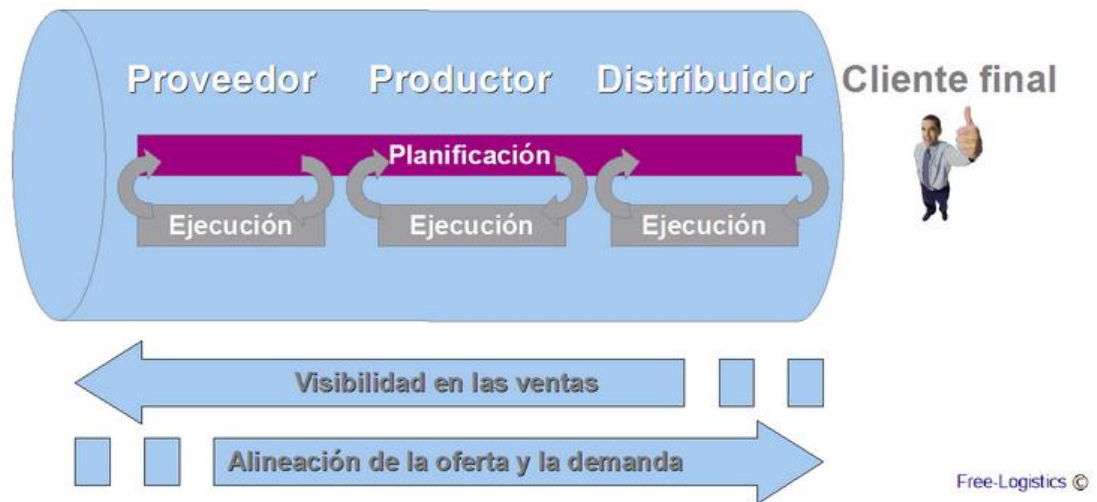 Proveedor Productor Distribuidor Cliente final
Planificación
Ejecución Ejecución Ejecución
Visibilidad en las ventas
Alineación de la oferta y la demanda
Free-Logistics ©